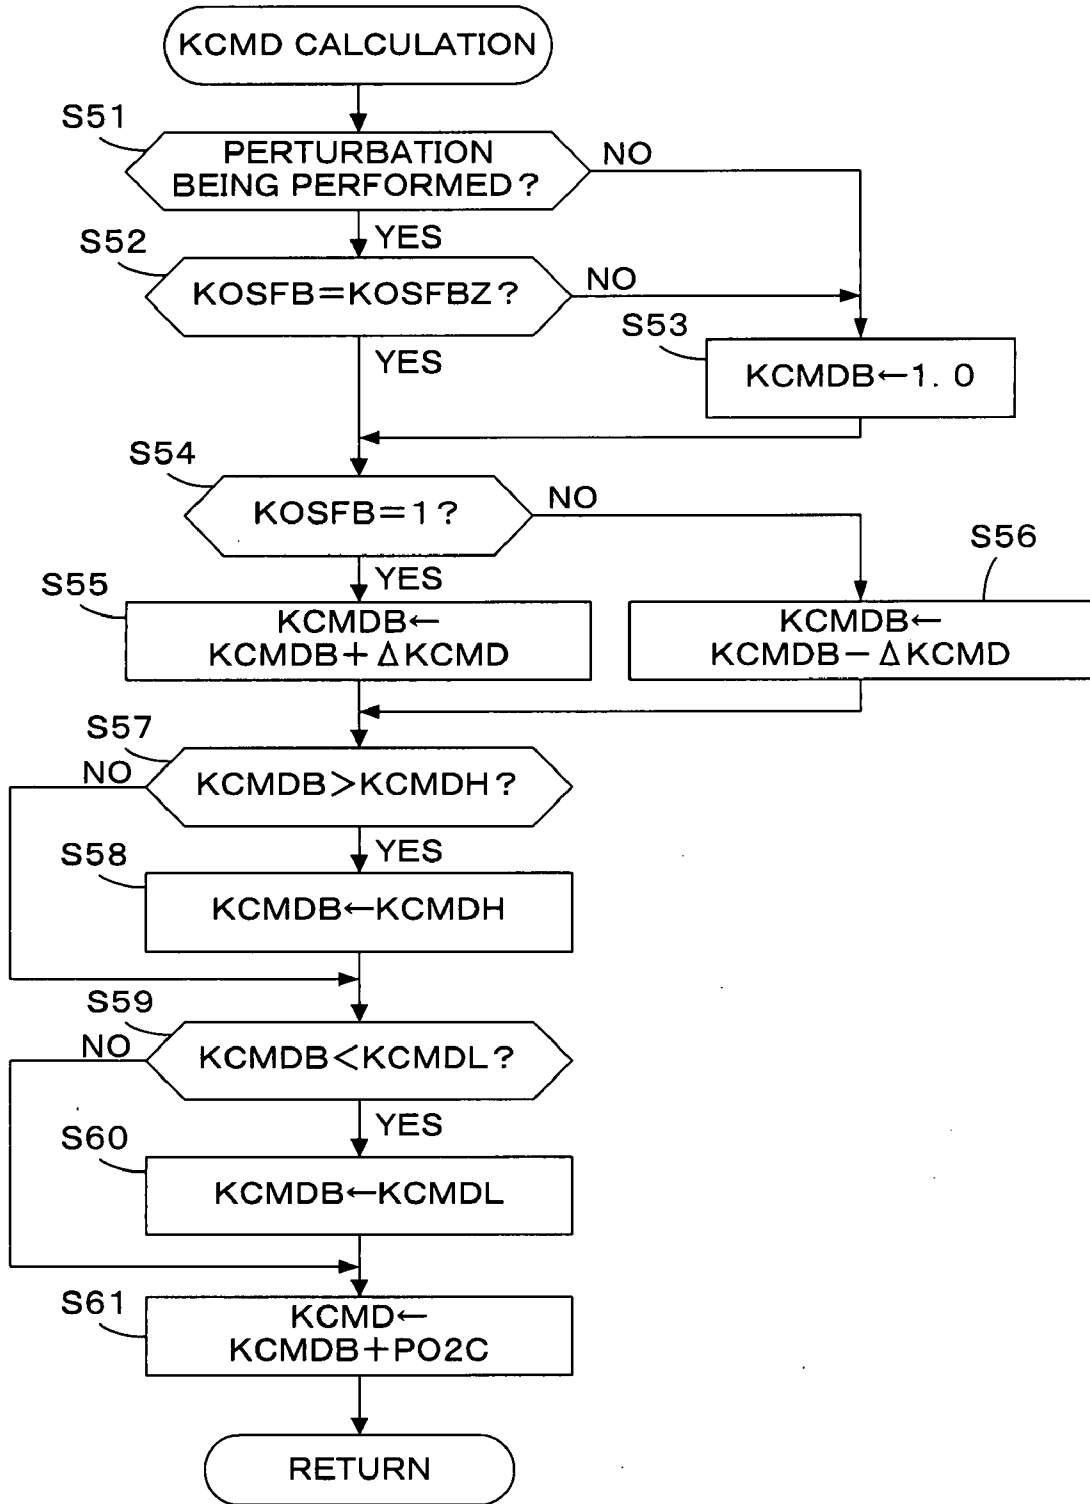 KCMD CALCULATION
S51
PERTURBATION
BEING PERFORMED?
NO
YES
S52
KOSFB=KOSFBZ?
NO
YES
S53
KCMDB←1.0
S54
KOSFB=1?
NO
YES
S55
KCMDB←
KCMDB+ΔKCMD
S56
KCMDB←
KCMDB−ΔKCMD
S57
NO
KCMDB>KCMDH?
YES
S58
KCMDB←KCMDH
S59
NO
KCMDB<KCMDL?
YES
S60
KCMDB←KCMDL
S61
KCMD←
KCMDB+PO2C
RETURN